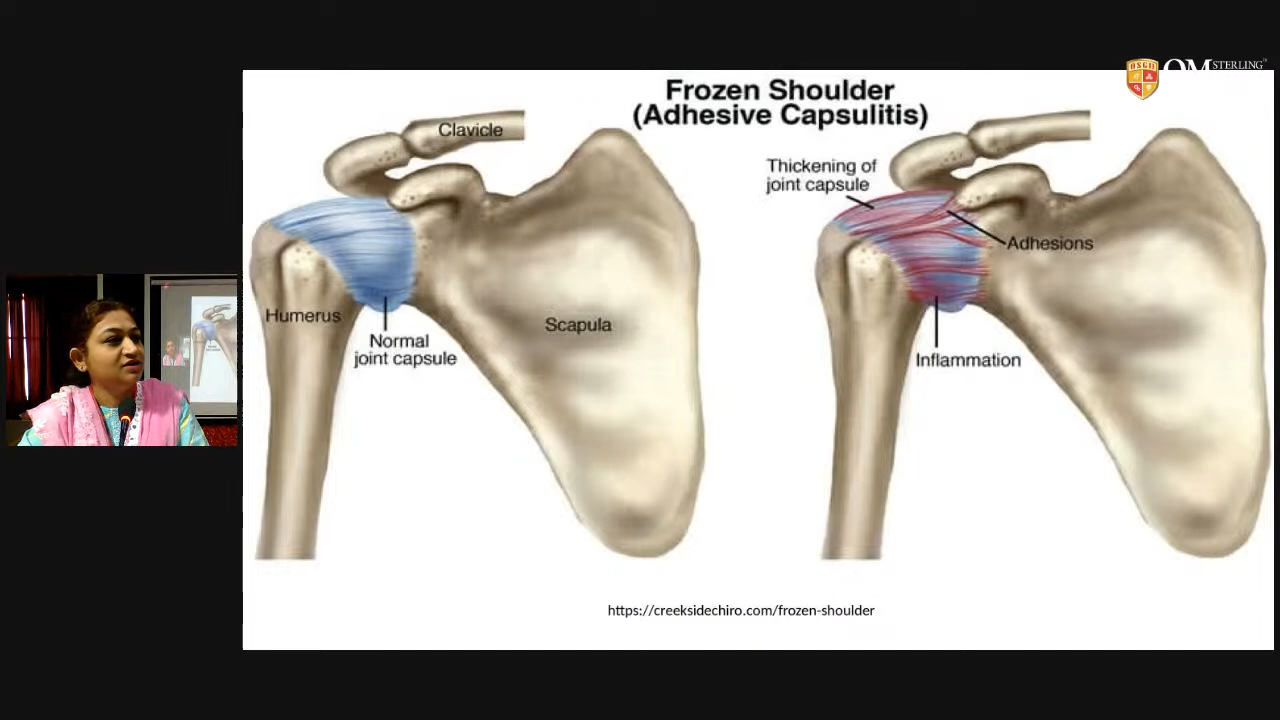 OSGU
OM STERLING
Frozen Shoulder
(Adhesive Capsulitis)
Clavicle
Thickening of
joint capsule
Adhesions
Humerus
Scapula
Normal
joint capsule
Inflammation
https://creeksidechiro.com/frozen-shoulder